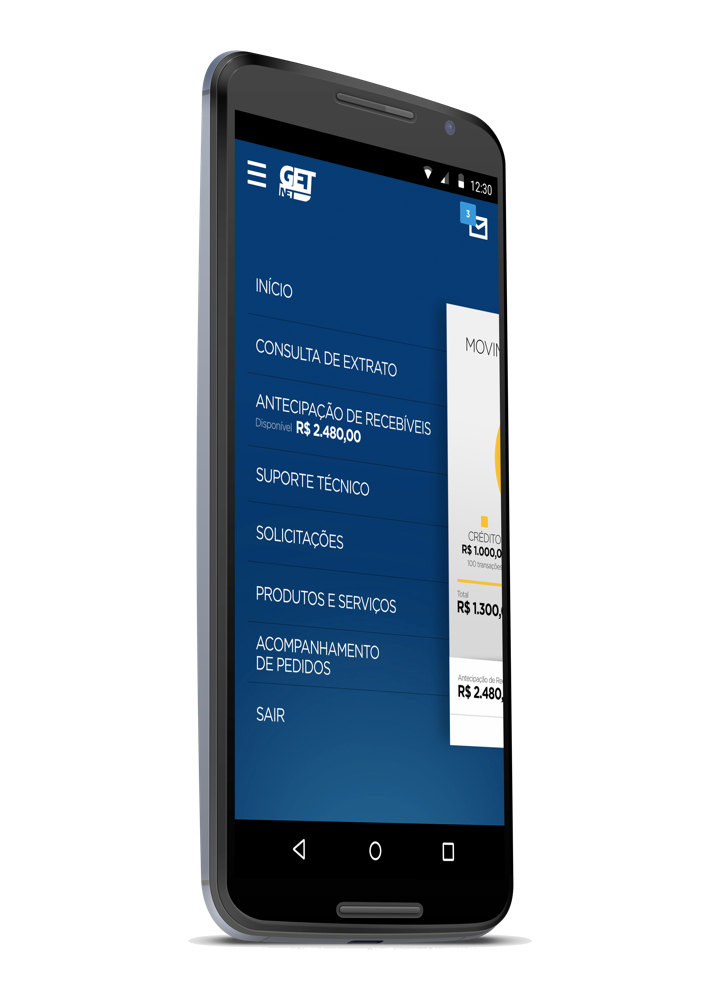 12:30
GET
NET
3
INÍCIO
CONSULTA DE EXTRATO
ANTECIPAÇÃO DE RECEBÍVEIS
Disponível R$ 2.480,00
SUPORTE TÉCNICO
SOLICITAÇÕES
PRODUTOS E SERVIÇOS
ACOMPANHAMENTO
DE PEDIDOS
SAIR
MOVIN
CRÉDITO
R$ 1.000,0
100 transações
Total
R$ 1.300,
Antecipação de Re
R$ 2.480,